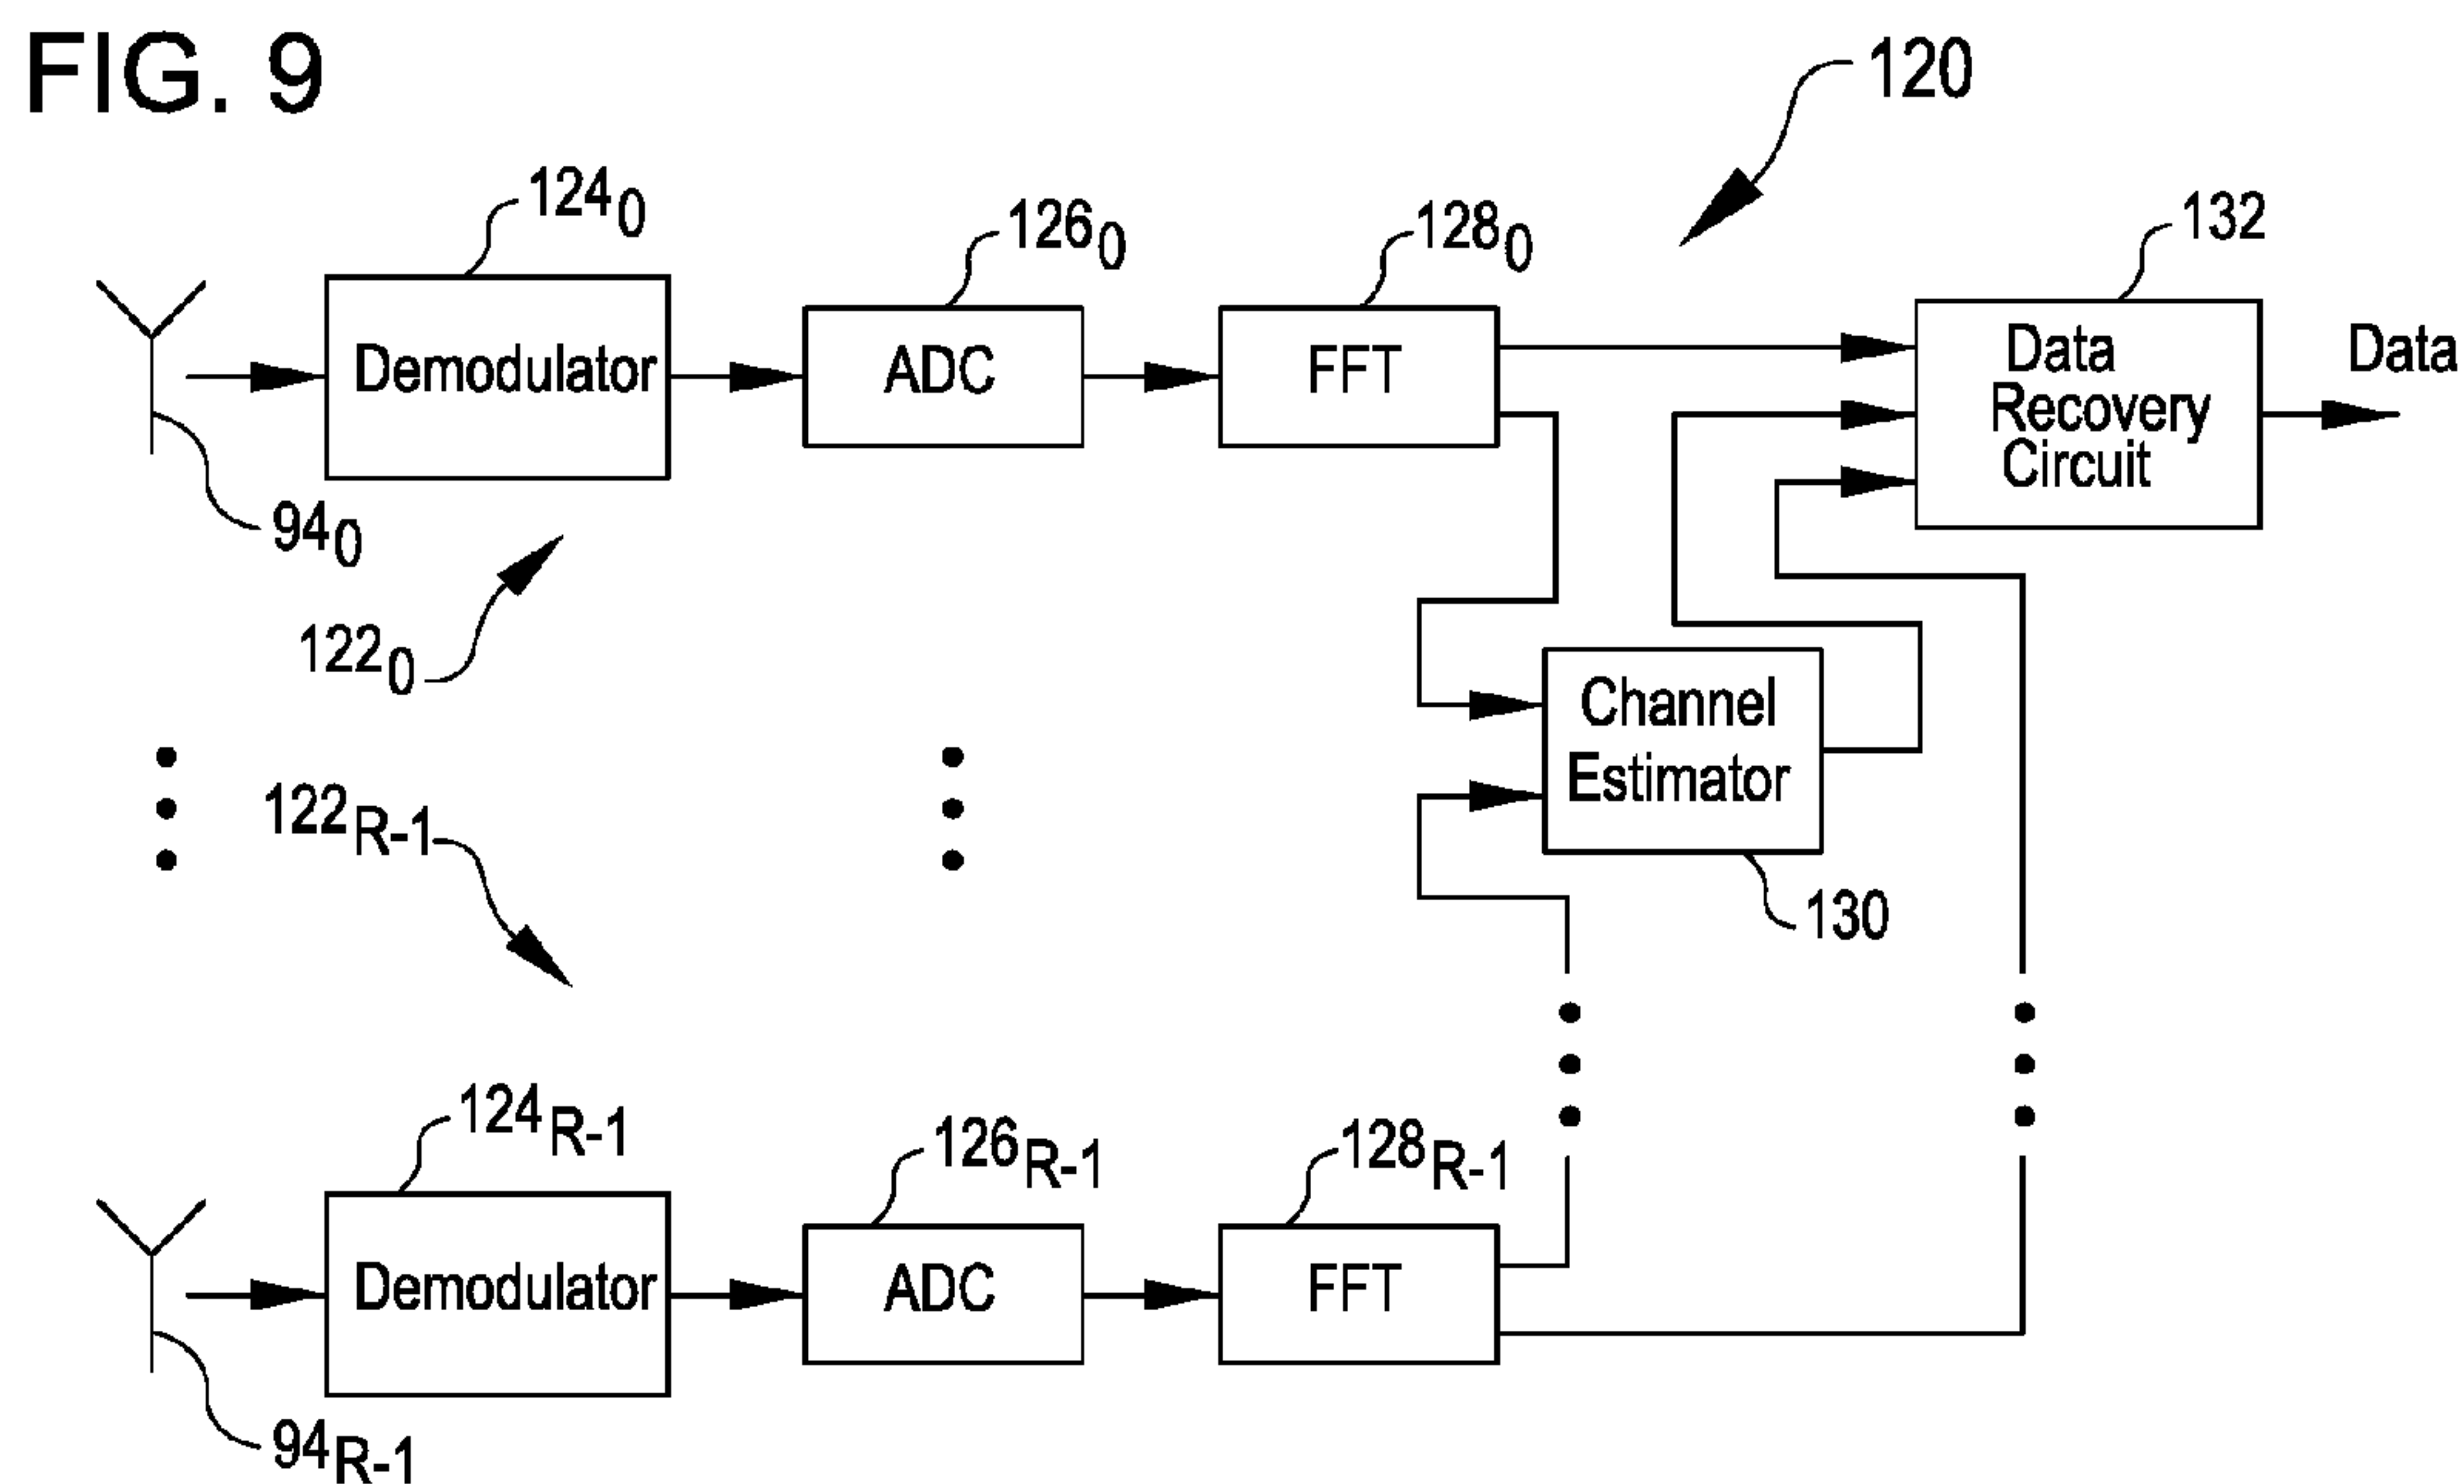 FIG. 9
120
124₀
126₀
128₀
132
Demodulator
ADC
FFT
Data
Recovery
Circuit
Data
94₀
122₀
Channel
Estimator
122R-1
130
124R-1
126R-1
128R-1
Demodulator
ADC
FFT
94R-1